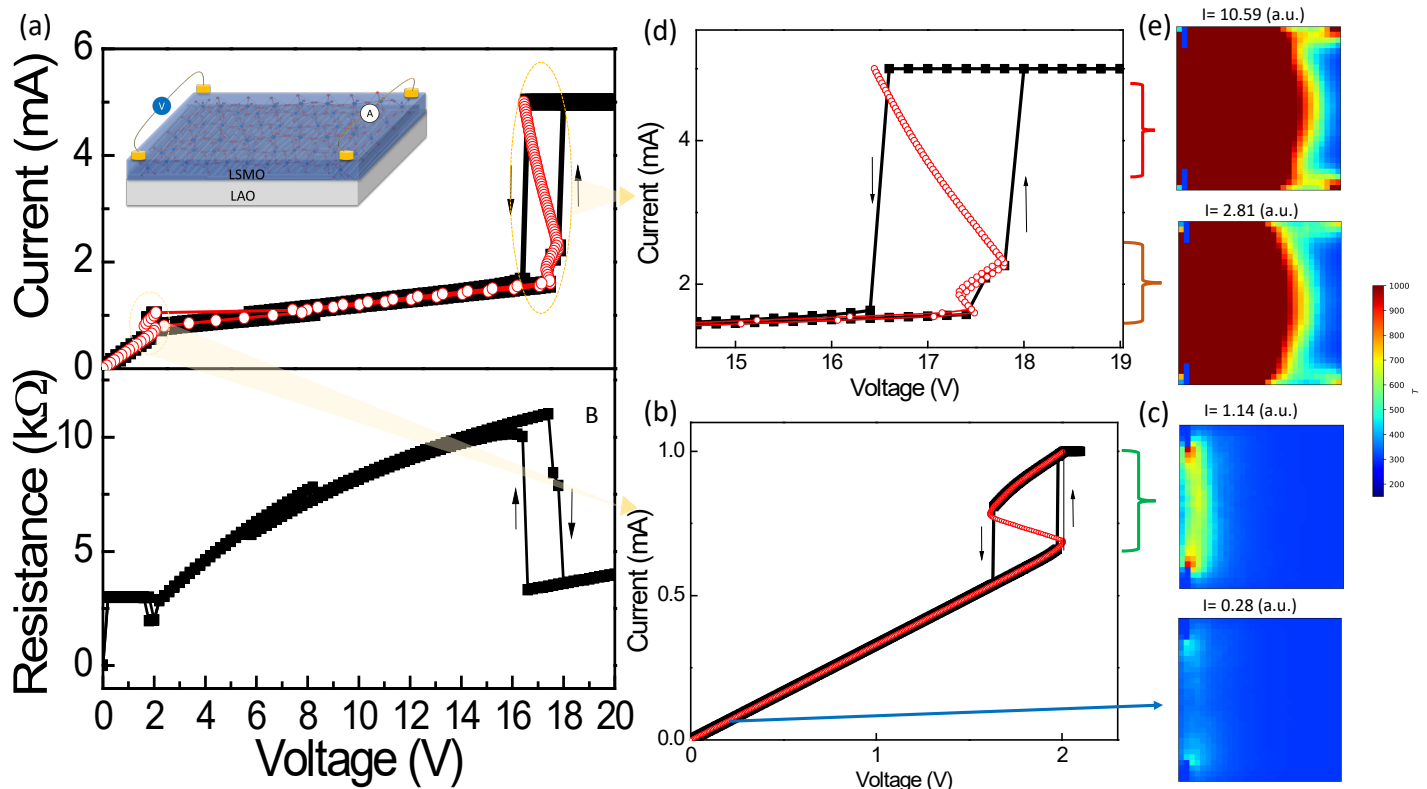 (a)
Current (mA)
6
4
2
0
V
A
LSMO
LAO
Resistance (kΩ)
10
5
0
B
0 2 4 6 8 10 12 14 16 18 20
Voltage (V)
(d)
Current (mA)
4
2
15 16 17 18 19
Voltage (V)
(b)
Current (mA)
1.0
0.5
0.0
0 1 2
Voltage (V)
(e)
I= 10.59 (a.u.)
I= 2.81 (a.u.)
(c)
I= 1.14 (a.u.)
I= 0.28 (a.u.)
1000
900
800
700
600
500
400
300
200
T